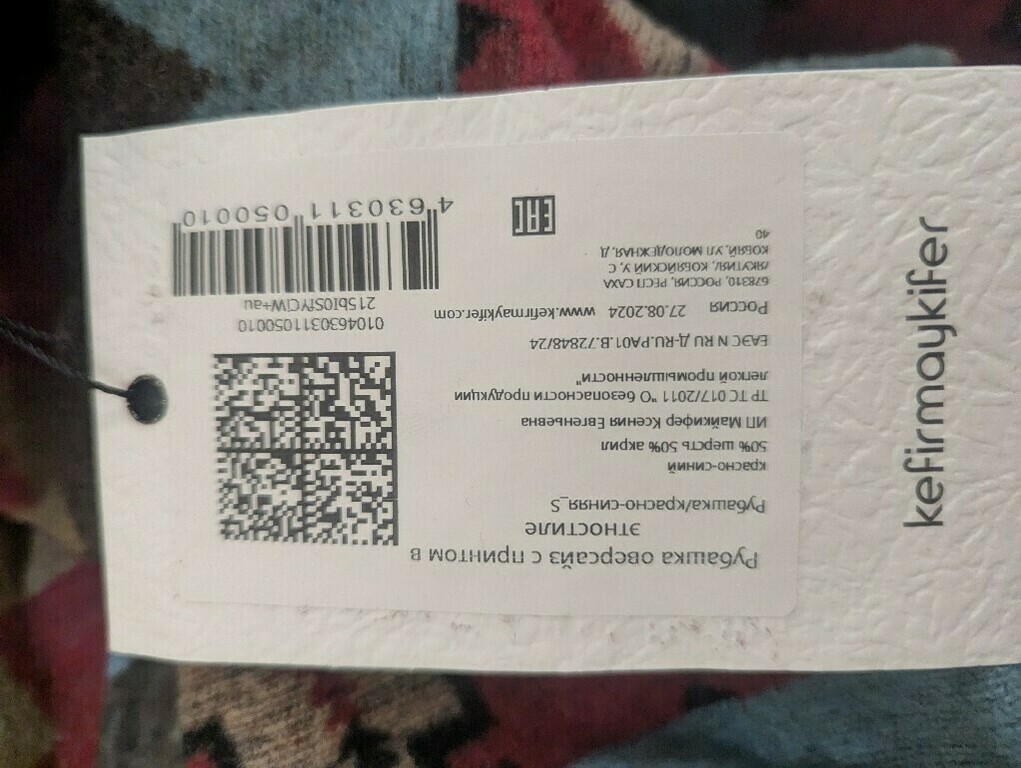 Рубашка оверсайз с принтом в
этностиле
Рубашка/красно-синяя_S
красно-синий
50% шерсть 50% акрил
ИП Майкифер Ксения Евгеньевна
ТР ТС 017/2011 "О безопасности продукции
легкой промышленности"
ЕАЭС N RU Д-RU.РА01.В.72848/24
Россия 27.08.2024 www.kefirmaykifer.com
678310, РОССИЯ, РЕСП САХА
/ЯКУТИЯ/, КОБЯЙСКИЙ У, С
КОБЯЙ, УЛ МОЛОДЕЖНАЯ, Д.
40
EAC
0104630311050010
215bI0SfYCiW+au
4 630311 050010
kefirmaykifer